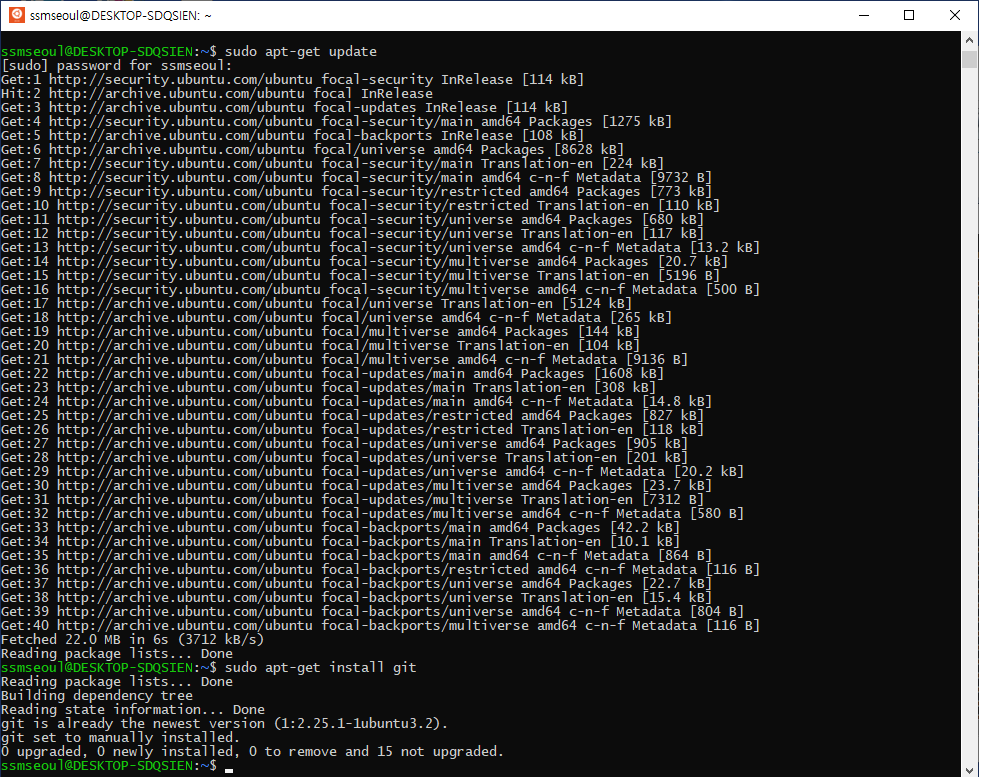 ssmseoul@DESKTOP-SDQSIEN: ~
ssmseoul@DESKTOP-SDQSIEN:~$ sudo apt-get update
[sudo] password for ssmseoul:
Get:1 http://security.ubuntu.com/ubuntu focal-security InRelease [114 kB]
Hit:2 http://archive.ubuntu.com/ubuntu focal InRelease
Get:3 http://archive.ubuntu.com/ubuntu focal-updates InRelease [114 kB]
Get:4 http://security.ubuntu.com/ubuntu focal-security/main amd64 Packages [1275 kB]
Get:5 http://archive.ubuntu.com/ubuntu focal-backports InRelease [108 kB]
Get:6 http://archive.ubuntu.com/ubuntu focal/universe amd64 Packages [8628 kB]
Get:7 http://security.ubuntu.com/ubuntu focal-security/main Translation-en [224 kB]
Get:8 http://security.ubuntu.com/ubuntu focal-security/main amd64 c-n-f Metadata [9732 B]
Get:9 http://security.ubuntu.com/ubuntu focal-security/restricted amd64 Packages [773 kB]
Get:10 http://security.ubuntu.com/ubuntu focal-security/restricted Translation-en [110 kB]
Get:11 http://security.ubuntu.com/ubuntu focal-security/universe amd64 Packages [680 kB]
Get:12 http://security.ubuntu.com/ubuntu focal-security/universe Translation-en [117 kB]
Get:13 http://security.ubuntu.com/ubuntu focal-security/universe amd64 c-n-f Metadata [13.2 kB]
Get:14 http://security.ubuntu.com/ubuntu focal-security/multiverse amd64 Packages [20.7 kB]
Get:15 http://security.ubuntu.com/ubuntu focal-security/multiverse Translation-en [5196 B]
Get:16 http://security.ubuntu.com/ubuntu focal-security/multiverse amd64 c-n-f Metadata [500 B]
Get:17 http://archive.ubuntu.com/ubuntu focal/universe Translation-en [5124 kB]
Get:18 http://archive.ubuntu.com/ubuntu focal/universe amd64 c-n-f Metadata [265 kB]
Get:19 http://archive.ubuntu.com/ubuntu focal/multiverse amd64 Packages [144 kB]
Get:20 http://archive.ubuntu.com/ubuntu focal/multiverse Translation-en [104 kB]
Get:21 http://archive.ubuntu.com/ubuntu focal/multiverse amd64 c-n-f Metadata [9136 B]
Get:22 http://archive.ubuntu.com/ubuntu focal-updates/main amd64 Packages [1608 kB]
Get:23 http://archive.ubuntu.com/ubuntu focal-updates/main Translation-en [308 kB]
Get:24 http://archive.ubuntu.com/ubuntu focal-updates/main amd64 c-n-f Metadata [14.8 kB]
Get:25 http://archive.ubuntu.com/ubuntu focal-updates/restricted amd64 Packages [827 kB]
Get:26 http://archive.ubuntu.com/ubuntu focal-updates/restricted Translation-en [118 kB]
Get:27 http://archive.ubuntu.com/ubuntu focal-updates/universe amd64 Packages [905 kB]
Get:28 http://archive.ubuntu.com/ubuntu focal-updates/universe Translation-en [201 kB]
Get:29 http://archive.ubuntu.com/ubuntu focal-updates/universe amd64 c-n-f Metadata [20.2 kB]
Get:30 http://archive.ubuntu.com/ubuntu focal-updates/multiverse amd64 Packages [23.7 kB]
Get:31 http://archive.ubuntu.com/ubuntu focal-updates/multiverse Translation-en [7312 B]
Get:32 http://archive.ubuntu.com/ubuntu focal-updates/multiverse amd64 c-n-f Metadata [580 B]
Get:33 http://archive.ubuntu.com/ubuntu focal-backports/main amd64 Packages [42.2 kB]
Get:34 http://archive.ubuntu.com/ubuntu focal-backports/main Translation-en [10.1 kB]
Get:35 http://archive.ubuntu.com/ubuntu focal-backports/main amd64 c-n-f Metadata [864 B]
Get:36 http://archive.ubuntu.com/ubuntu focal-backports/restricted amd64 c-n-f Metadata [116 B]
Get:37 http://archive.ubuntu.com/ubuntu focal-backports/universe amd64 Packages [22.7 kB]
Get:38 http://archive.ubuntu.com/ubuntu focal-backports/universe Translation-en [15.4 kB]
Get:39 http://archive.ubuntu.com/ubuntu focal-backports/universe amd64 c-n-f Metadata [804 B]
Get:40 http://archive.ubuntu.com/ubuntu focal-backports/multiverse amd64 c-n-f Metadata [116 B]
Fetched 22.0 MB in 6s (3712 kB/s)
Reading package lists... Done
ssmseoul@DESKTOP-SDQSIEN:~$ sudo apt-get install git
Reading package lists... Done
Building dependency tree
Reading state information... Done
git is already the newest version (1:2.25.1-1ubuntu3.2).
git set to manually installed.
0 upgraded, 0 newly installed, 0 to remove and 15 not upgraded.
ssmseoul@DESKTOP-SDQSIEN:~$